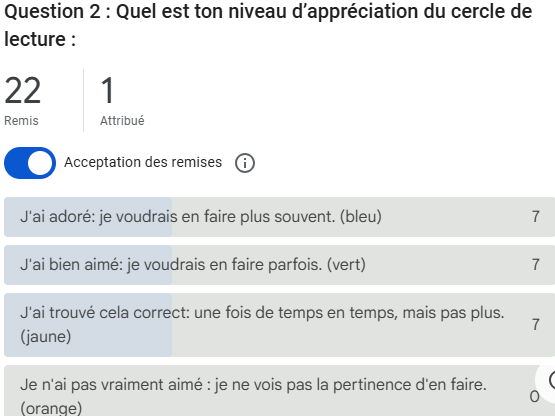 Question 2 : Quel est ton niveau d’appréciation du cercle de
lecture :
22
1
Remis
Attribué
Acceptation des remises
J'ai adoré: je voudrais en faire plus souvent. (bleu)
7
J'ai bien aimé: je voudrais en faire parfois. (vert)
7
J'ai trouvé cela correct: une fois de temps en temps, mais pas plus.
(jaune)
7
Je n'ai pas vraiment aimé : je ne vois pas la pertinence d'en faire.
(orange)
0